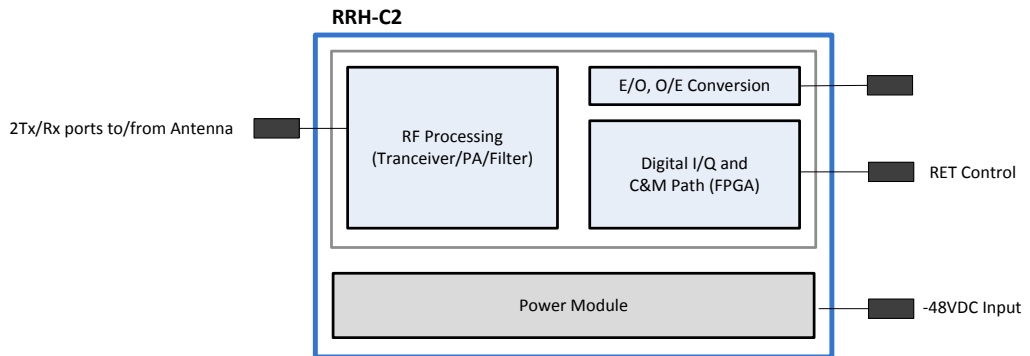 RRH-C2
E/O, O/E Conversion
2Tx/Rx ports to/from Antenna
RF Processing
(Tranceiver/PA/Filter)
Digital I/Q and
C&M Path (FPGA)
RET Control
Power Module
-48VDC Input